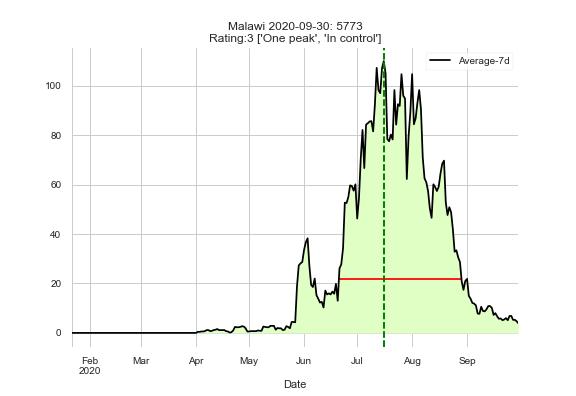 Malawi 2020-09-30: 5773
Rating:3 ['One peak', 'In control']
Average-7d
100
80
60
40
20
0
Feb Mar Apr May Jun Jul Aug Sep
2020
Date